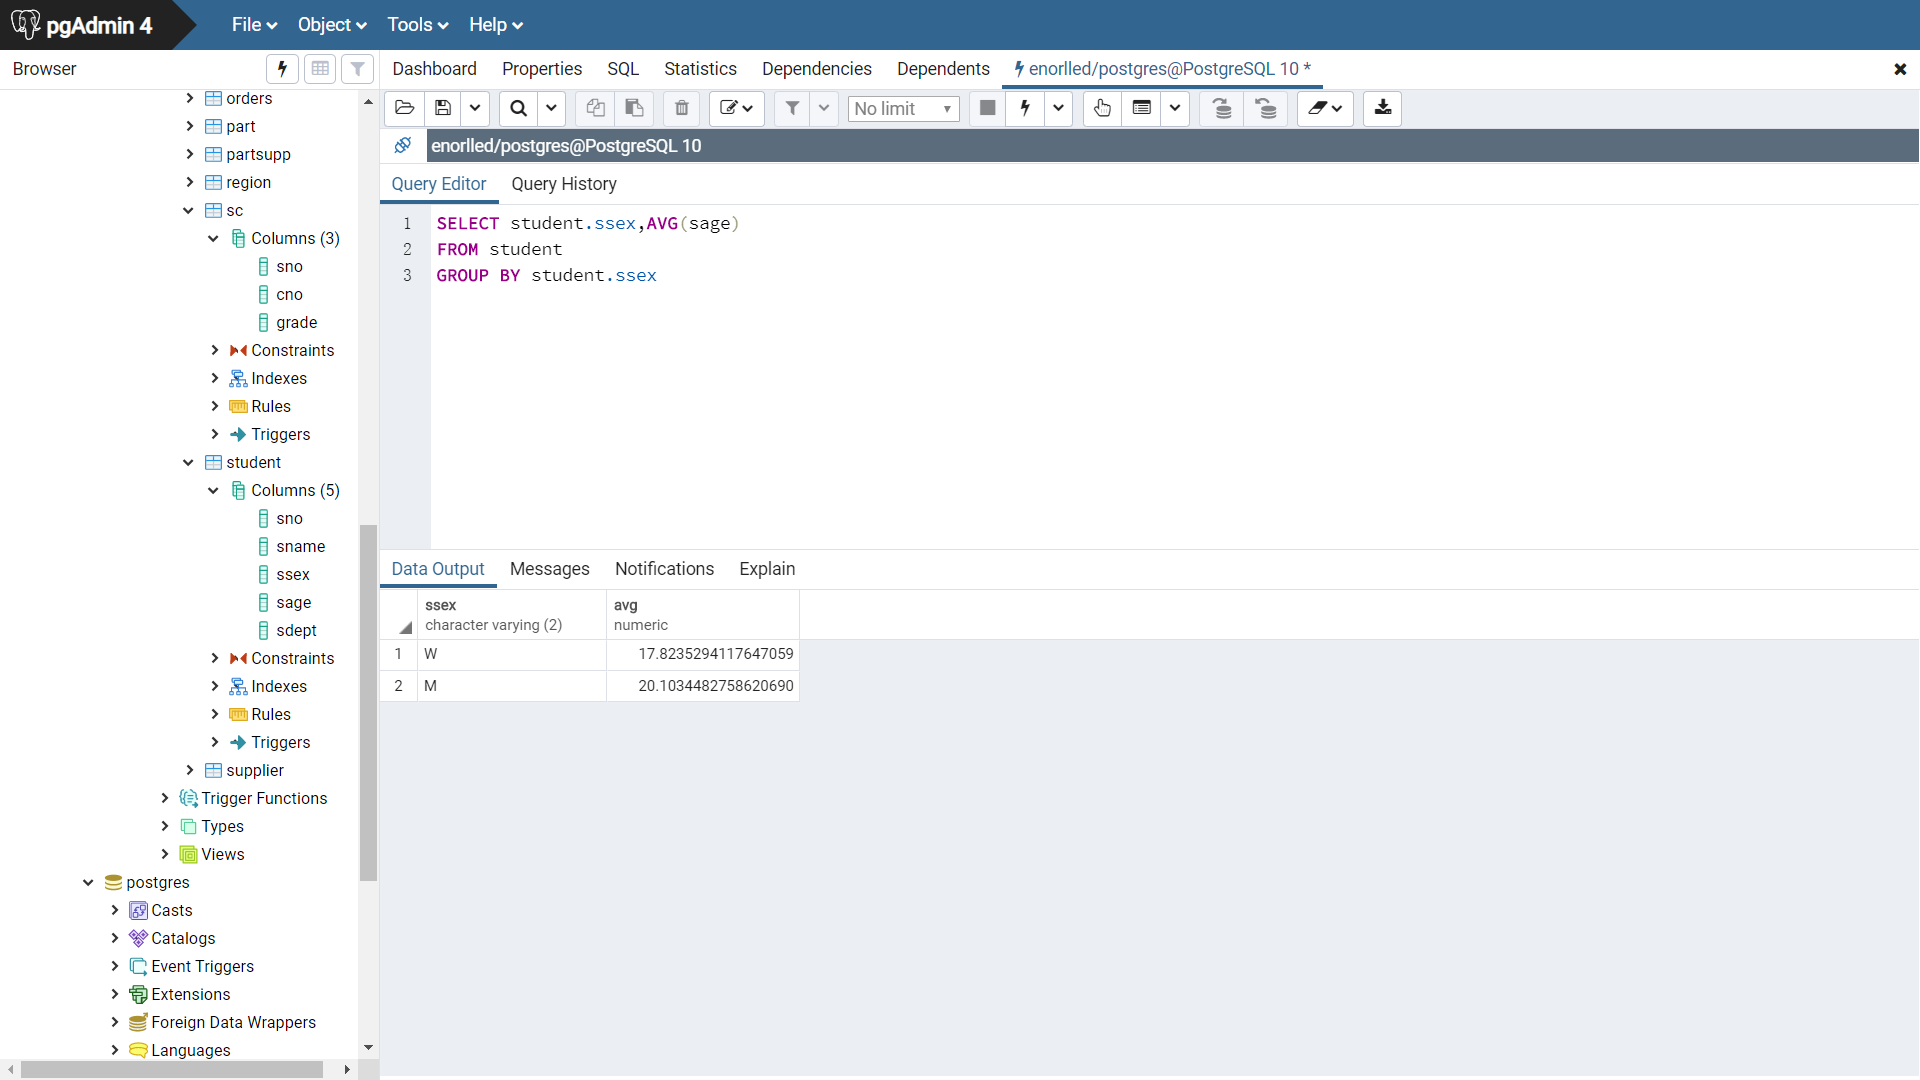 pgAdmin 4
File Object Tools Help
Browser
Dashboard Properties SQL Statistics Dependencies Dependents enorlled/postgres@PostgreSQL 10 *
orders
part
partsupp
region
sc
Columns (3)
sno
cno
grade
Constraints
Indexes
Rules
Triggers
student
Columns (5)
sno
sname
ssex
sage
sdept
Constraints
Indexes
Rules
Triggers
supplier
Trigger Functions
Types
Views
postgres
Casts
Catalogs
Event Triggers
Extensions
Foreign Data Wrappers
Languages
No limit
enorlled/postgres@PostgreSQL 10
Query Editor Query History
1 SELECT student.ssex,AVG(sage)
2 FROM student
3 GROUP BY student.ssex
Data Output Messages Notifications Explain
ssex avg
character varying (2) numeric
1 W 17.8235294117647059
2 M 20.1034482758620690